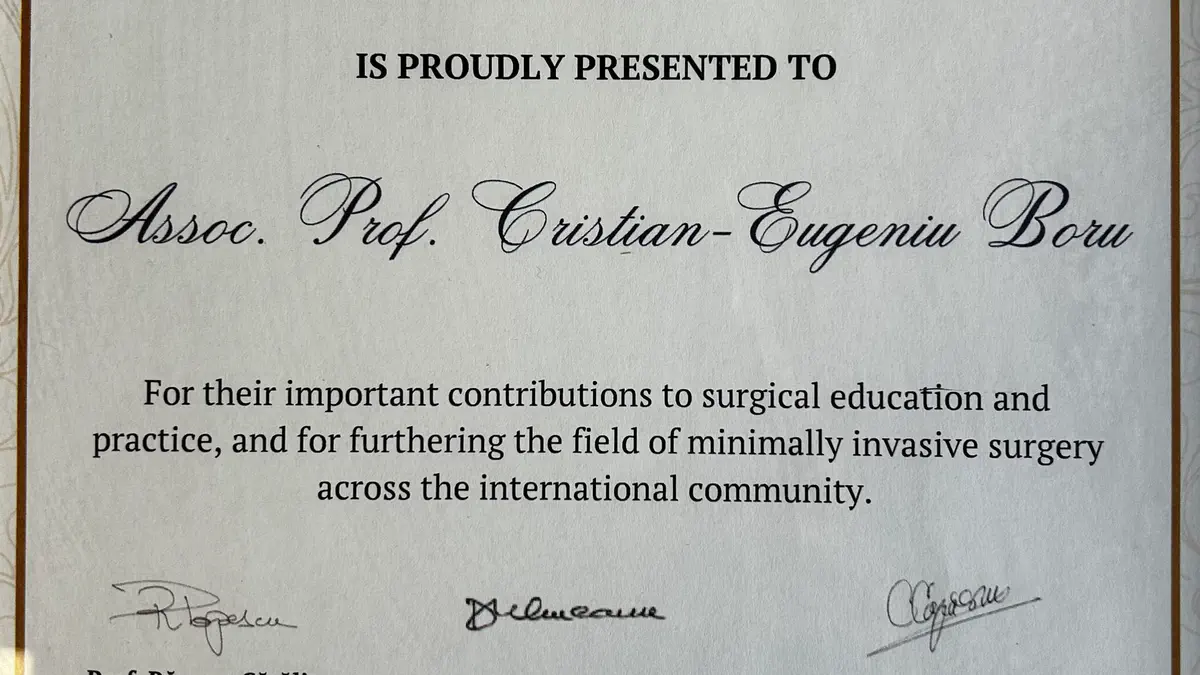 IS PROUDLY PRESENTED TO
Assoc. Prof. Cristian-Eugeniu Boru
For their important contributions to surgical education and
practice, and for furthering the field of minimally invasive surgery
across the international community.
RPopescu